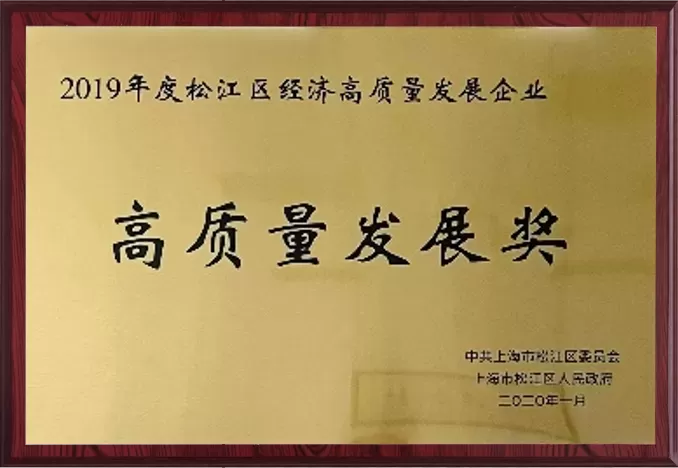 2019年度松江区经济高质量发展企业
高质量发展奖
中共上海市松江区委员会
上海市松江区人民政府
二〇二〇年一月